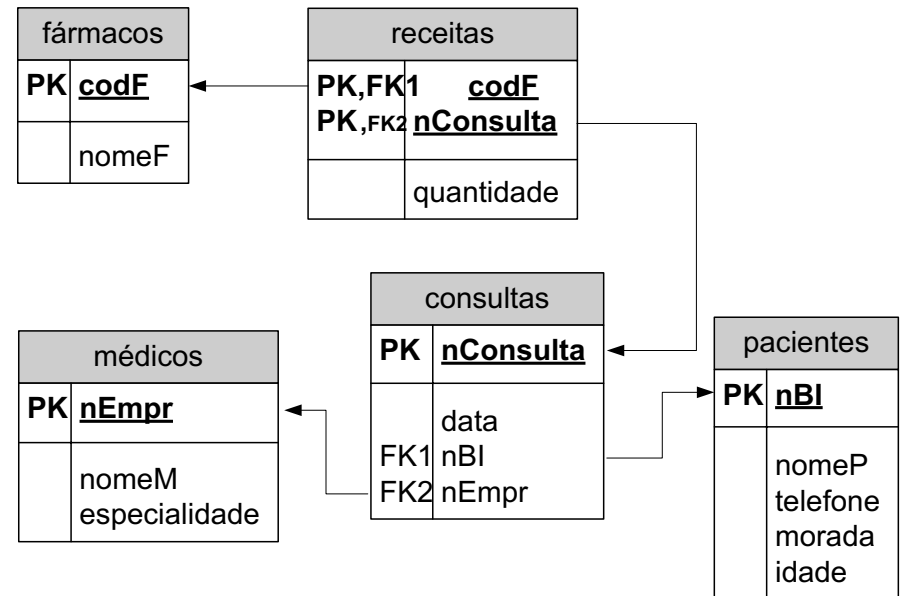 fármacos
PK codF
nomeF
receitas
PK,FK1 codF
PK,FK2 nConsulta
quantidade
consultas
PK nConsulta
data
FK1 nBI
FK2 nEmpr
médicos
PK nEmpr
nomeM
especialidade
pacientes
PK nBI
nomeP
telefone
morada
idade